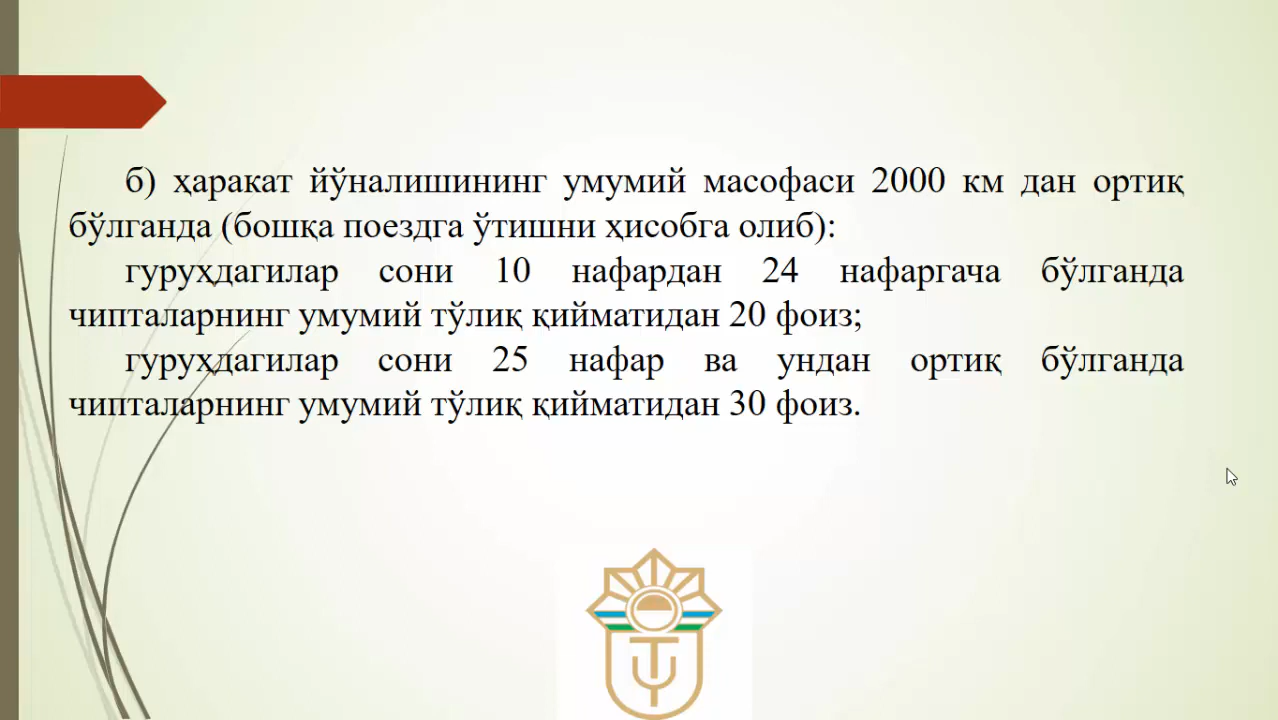 б) ҳаракат йўналишининг умумий масофаси 2000 км дан ортиқ
бўлганда (бошқа поездга ўтишни ҳисобга олиб):
гуруҳдагилар сони 10 нафардан 24 нафаргача бўлганда
чипталарнинг умумий тўлиқ қийматидан 20 фоиз;
гуруҳдагилар сони 25 нафар ва ундан ортиқ бўлганда
чипталарнинг умумий тўлиқ қийматидан 30 фоиз.